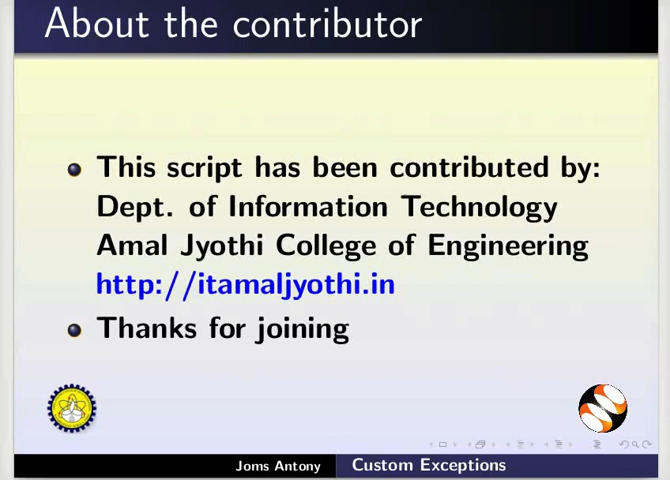 About the contributor
This script has been contributed by:
Dept. of Information Technology
Amal Jyothi College of Engineering
http://itamaljyothi.in
Thanks for joining
Joms Antony Custom Exceptions